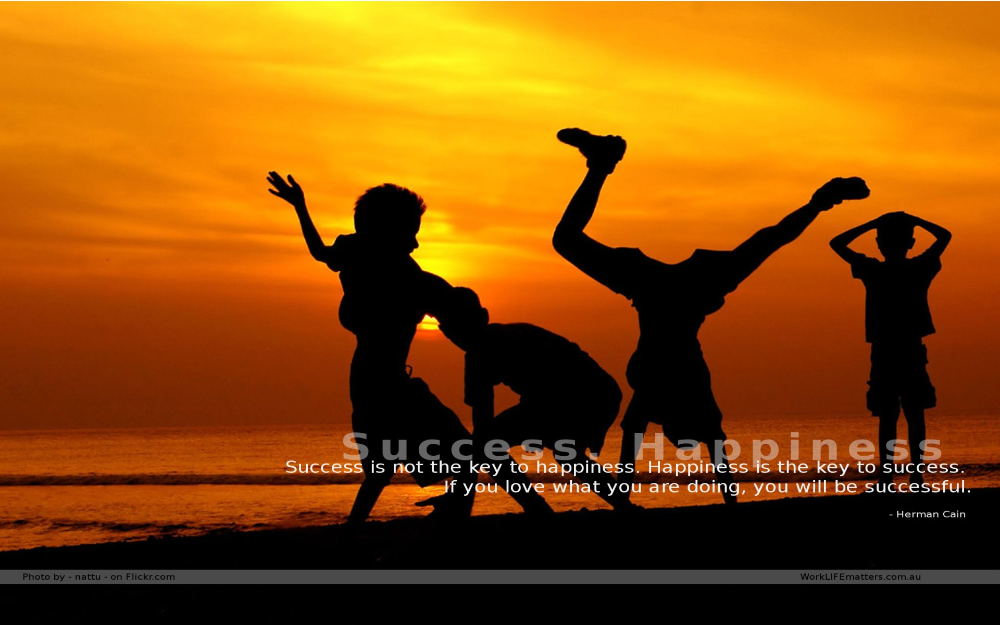 Success. Happiness
Success is not the key to happiness. Happiness is the key to success.
If you love what you are doing, you will be successful.
- Herman Cain
Photo by - nattu - on Flickr.com
WorkLIFEmatters.com.au